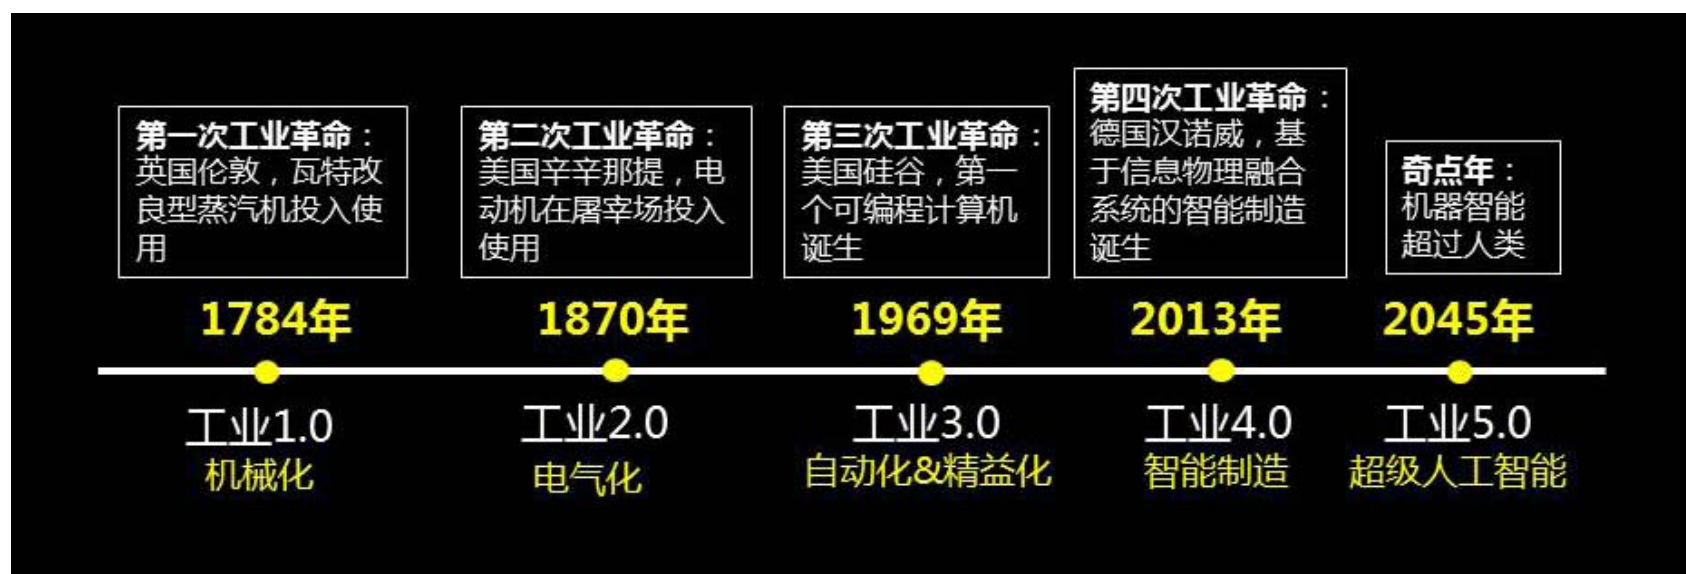 第一次工业革命：
英国伦敦，瓦特改
良型蒸汽机投入使
用
第二次工业革命：
美国辛辛那提，电
动机在屠宰场投入
使用
第三次工业革命：
美国硅谷，第一
个可编程计算机
诞生
第四次工业革命：
德国汉诺威，基
于信息物理融合
系统的智能制造
诞生
奇点年：
机器智能
超过人类
1784年
1870年
1969年
2013年
2045年
工业1.0
机械化
工业2.0
电气化
工业3.0
自动化&精益化
工业4.0
智能制造
工业5.0
超级人工智能